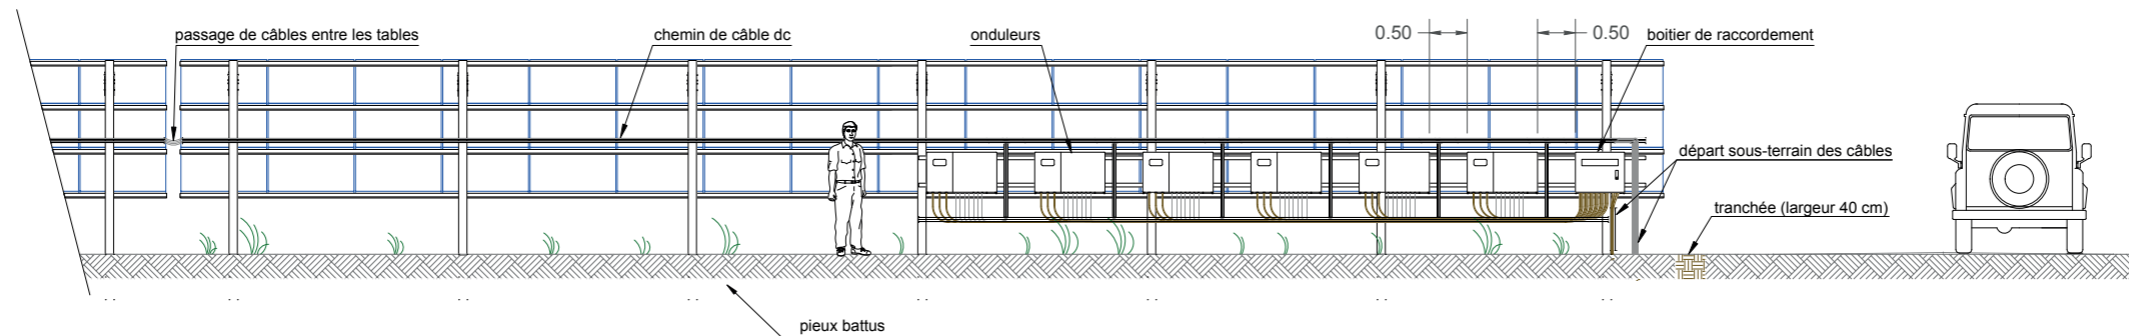 passage de câbles entre les tables
chemin de câble dc
onduleurs
0.50
0.50
boitier de raccordement
départ sous-terrain des câbles
tranchée (largeur 40 cm)
pieux battus